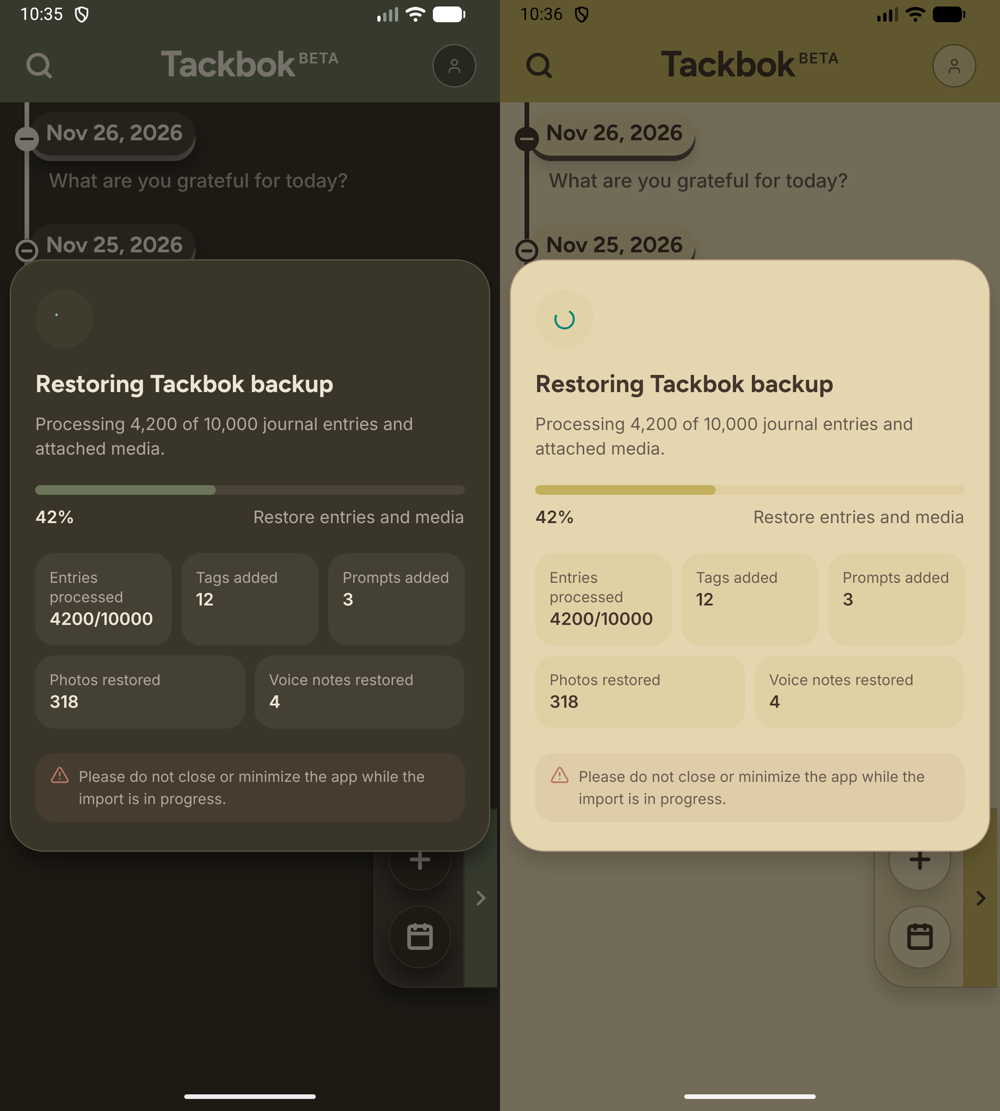 10:35
Tackbok BETA
Nov 26, 2026
What are you grateful for today?
Nov 25, 2026
Restoring Tackbok backup
Processing 4,200 of 10,000 journal entries and
attached media.
42%
Restore entries and media
Entries
processed
4200/10000
Tags added
12
Prompts added
3
Photos restored
318
Voice notes restored
4
Please do not close or minimize the app while the
import is in progress.
10:36
Tackbok BETA
Nov 26, 2026
What are you grateful for today?
Nov 25, 2026
Restoring Tackbok backup
Processing 4,200 of 10,000 journal entries and
attached media.
42%
Restore entries and media
Entries
processed
4200/10000
Tags added
12
Prompts added
3
Photos restored
318
Voice notes restored
4
Please do not close or minimize the app while the
import is in progress.